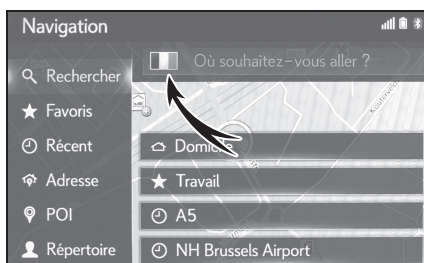 Navigation
Où souhaitez-vous aller ?
Rechercher
Favoris
Récent
Adresse
POI
Répertoire
Domicile
Travail
A5
NH Brussels Airport